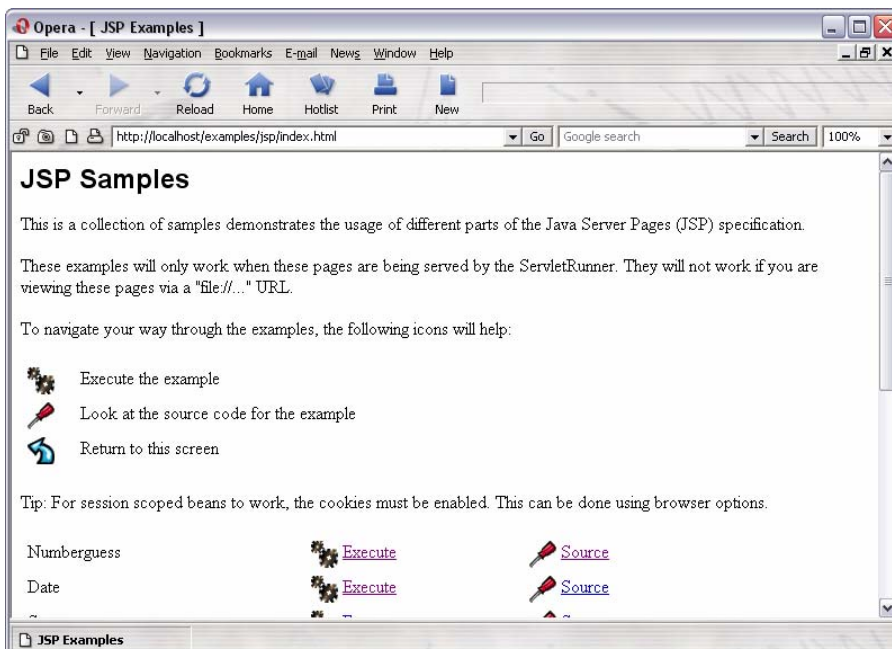 Opera - [ JSP Examples ]
File Edit View Navigation Bookmarks E-mail News Window Help
Back Forward Reload Home Hotlist Print New
http://localhost/examples/jsp/index.html Go Google search Search 100%
JSP Samples
This is a collection of samples demonstrates the usage of different parts of the Java Server Pages (JSP) specification.
These examples will only work when these pages are being served by the ServletRunner. They will not work if you are
viewing these pages via a "file://..." URL.
To navigate your way through the examples, the following icons will help:
Execute the example
Look at the source code for the example
Return to this screen
Tip: For session scoped beans to work, the cookies must be enabled. This can be done using browser options.
Numberguess Execute Source
Date Execute Source
JSP Examples